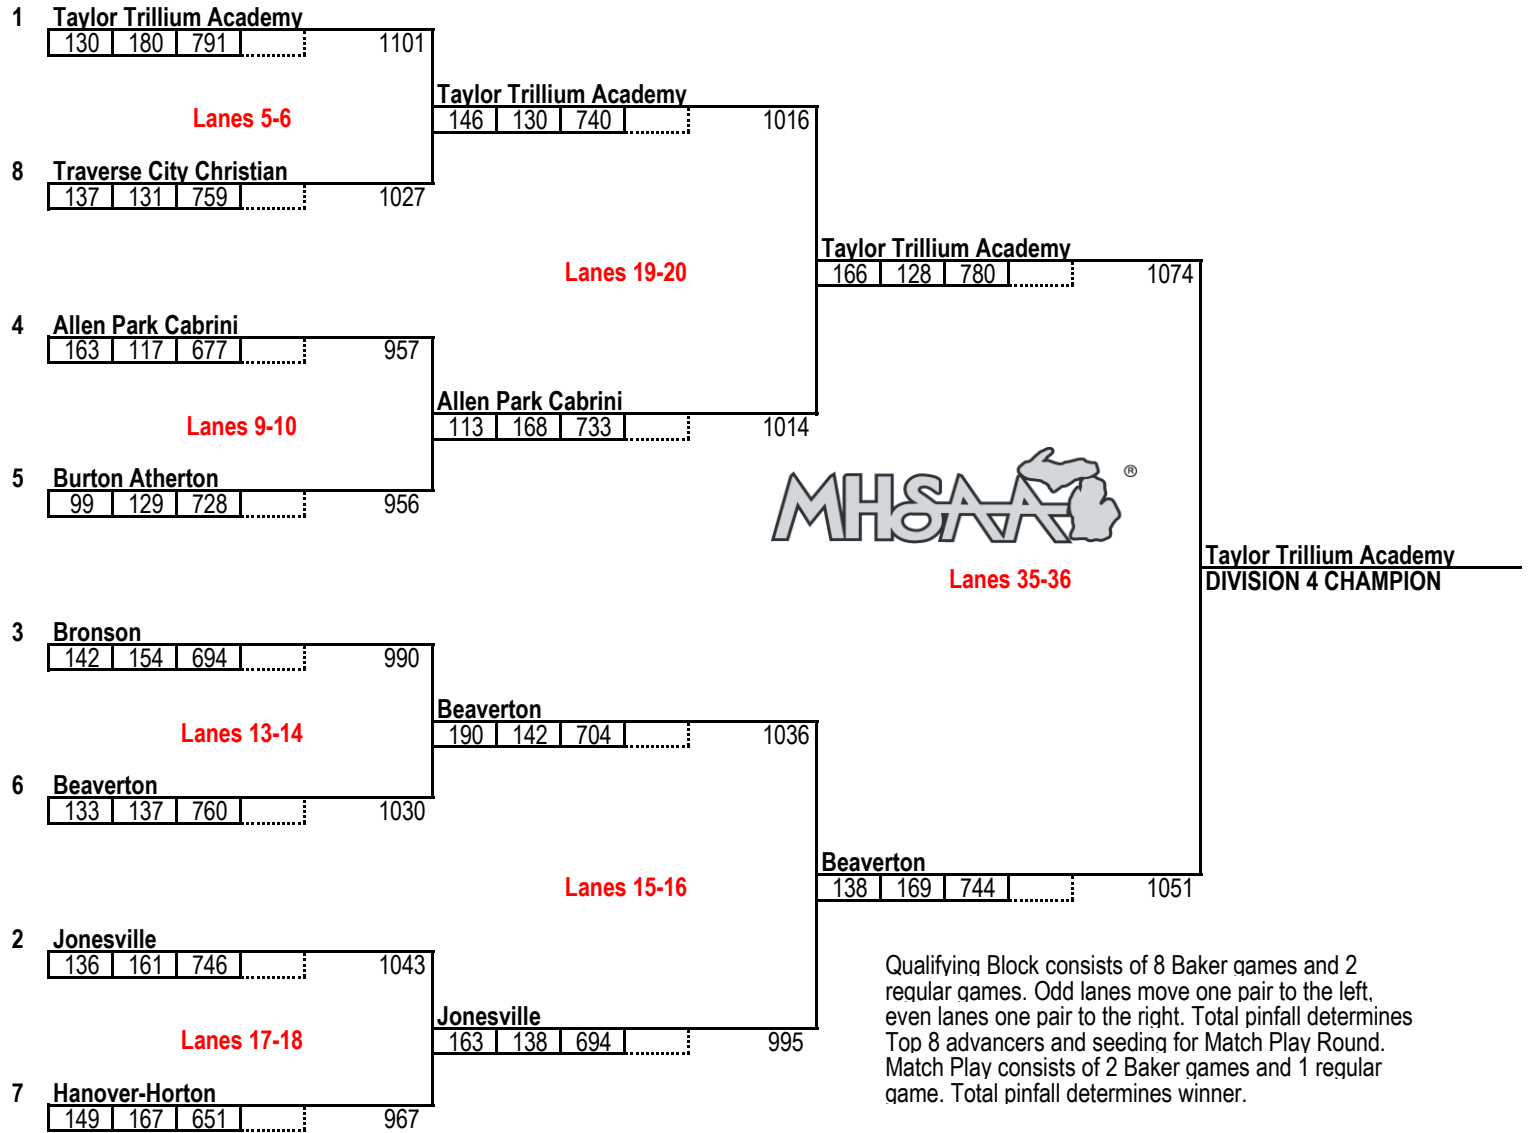 1 Taylor Trillium Academy
130 180 791 1101
Lanes 5-6
8 Traverse City Christian
137 131 759 1027
Taylor Trillium Academy
146 130 740 1016
Lanes 19-20
4 Allen Park Cabrini
163 117 677 957
Lanes 9-10
5 Burton Atherton
99 129 728 956
Allen Park Cabrini
113 168 733 1014
Taylor Trillium Academy
166 128 780 1074
MHSAA®
Lanes 35-36
Taylor Trillium Academy
DIVISION 4 CHAMPION
3 Bronson
142 154 694 990
Lanes 13-14
6 Beaverton
133 137 760 1030
Beaverton
190 142 704 1036
Lanes 15-16
2 Jonesville
136 161 746 1043
Lanes 17-18
7 Hanover-Horton
149 167 651 967
Jonesville
163 138 694 995
Beaverton
138 169 744 1051
Qualifying Block consists of 8 Baker games and 2
regular games. Odd lanes move one pair to the left,
even lanes one pair to the right. Total pinfall determines
Top 8 advancers and seeding for Match Play Round.
Match Play consists of 2 Baker games and 1 regular
game. Total pinfall determines winner.